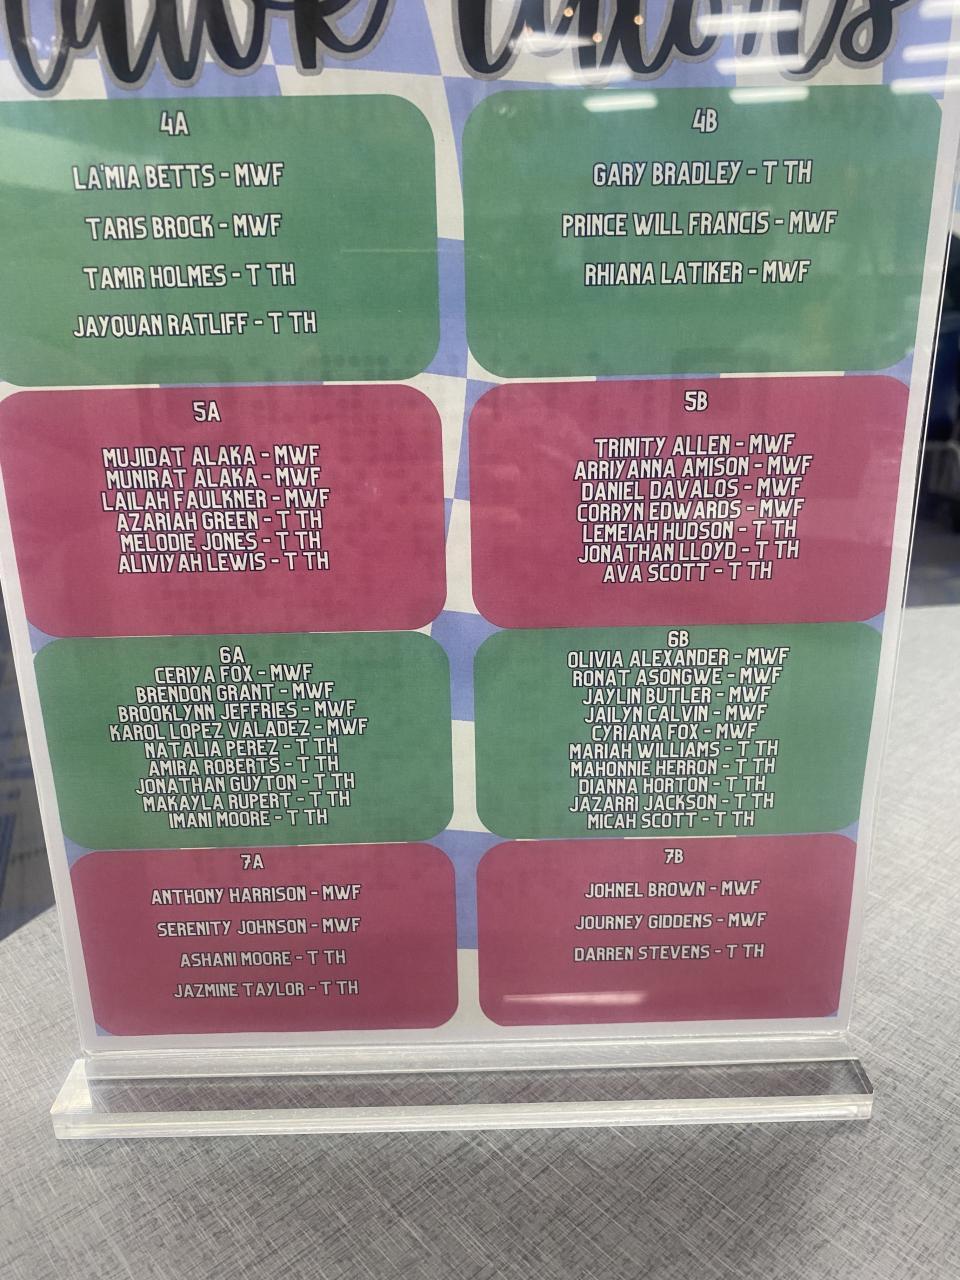 4A
LA'MIA BETTS - MWF
TARIS BROCK - MWF
TAMIR HOLMES - T TH
JAYQUAN RATLIFF - T TH
4B
GARY BRADLEY - T TH
PRINCE WILL FRANCIS - MWF
RHIANA LATIKER - MWF
5A
MUJIDAT ALAKA - MWF
MUNIRAT ALAKA - MWF
LAILAH FAULKNER - MWF
AZARIAH GREEN - T TH
MELODIE JONES - T TH
ALIVIYAH LEWIS - T TH
5B
TRINITY ALLEN - MWF
ARRIYANNA AMISON - MWF
DANIEL DAVALOS - MWF
CORRYN EDWARDS - MWF
LEMEIAH HUDSON - T TH
JONATHAN LLOYD - T TH
AVA SCOTT - T TH
6A
CERIYA FOX - MWF
BRENDON GRANT - MWF
BROOKLYNN JEFFRIES - MWF
KAROL LOPEZ VALADEZ - MWF
NATALIA PEREZ - T TH
AMIRA ROBERTS - T TH
JONATHAN GUYTON - T TH
MAKAYLA RUPERT - T TH
IMANI MOORE - T TH
6B
OLIVIA ALEXANDER - MWF
RONAT ASONGWE - MWF
JAYLIN BUTLER - MWF
JAILYN CALVIN - MWF
CYRIANA FOX - MWF
MARIAH WILLIAMS - T TH
MAHONNIE HERRON - T TH
DIANNA HORTON - T TH
JAZARRI JACKSON - T TH
MICAH SCOTT - T TH
7A
ANTHONY HARRISON - MWF
SERENITY JOHNSON - MWF
ASHANI MOORE - T TH
JAZMINE TAYLOR - T TH
7B
JOHNEL BROWN - MWF
JOURNEY GIDDENS - MWF
DARREN STEVENS - T TH